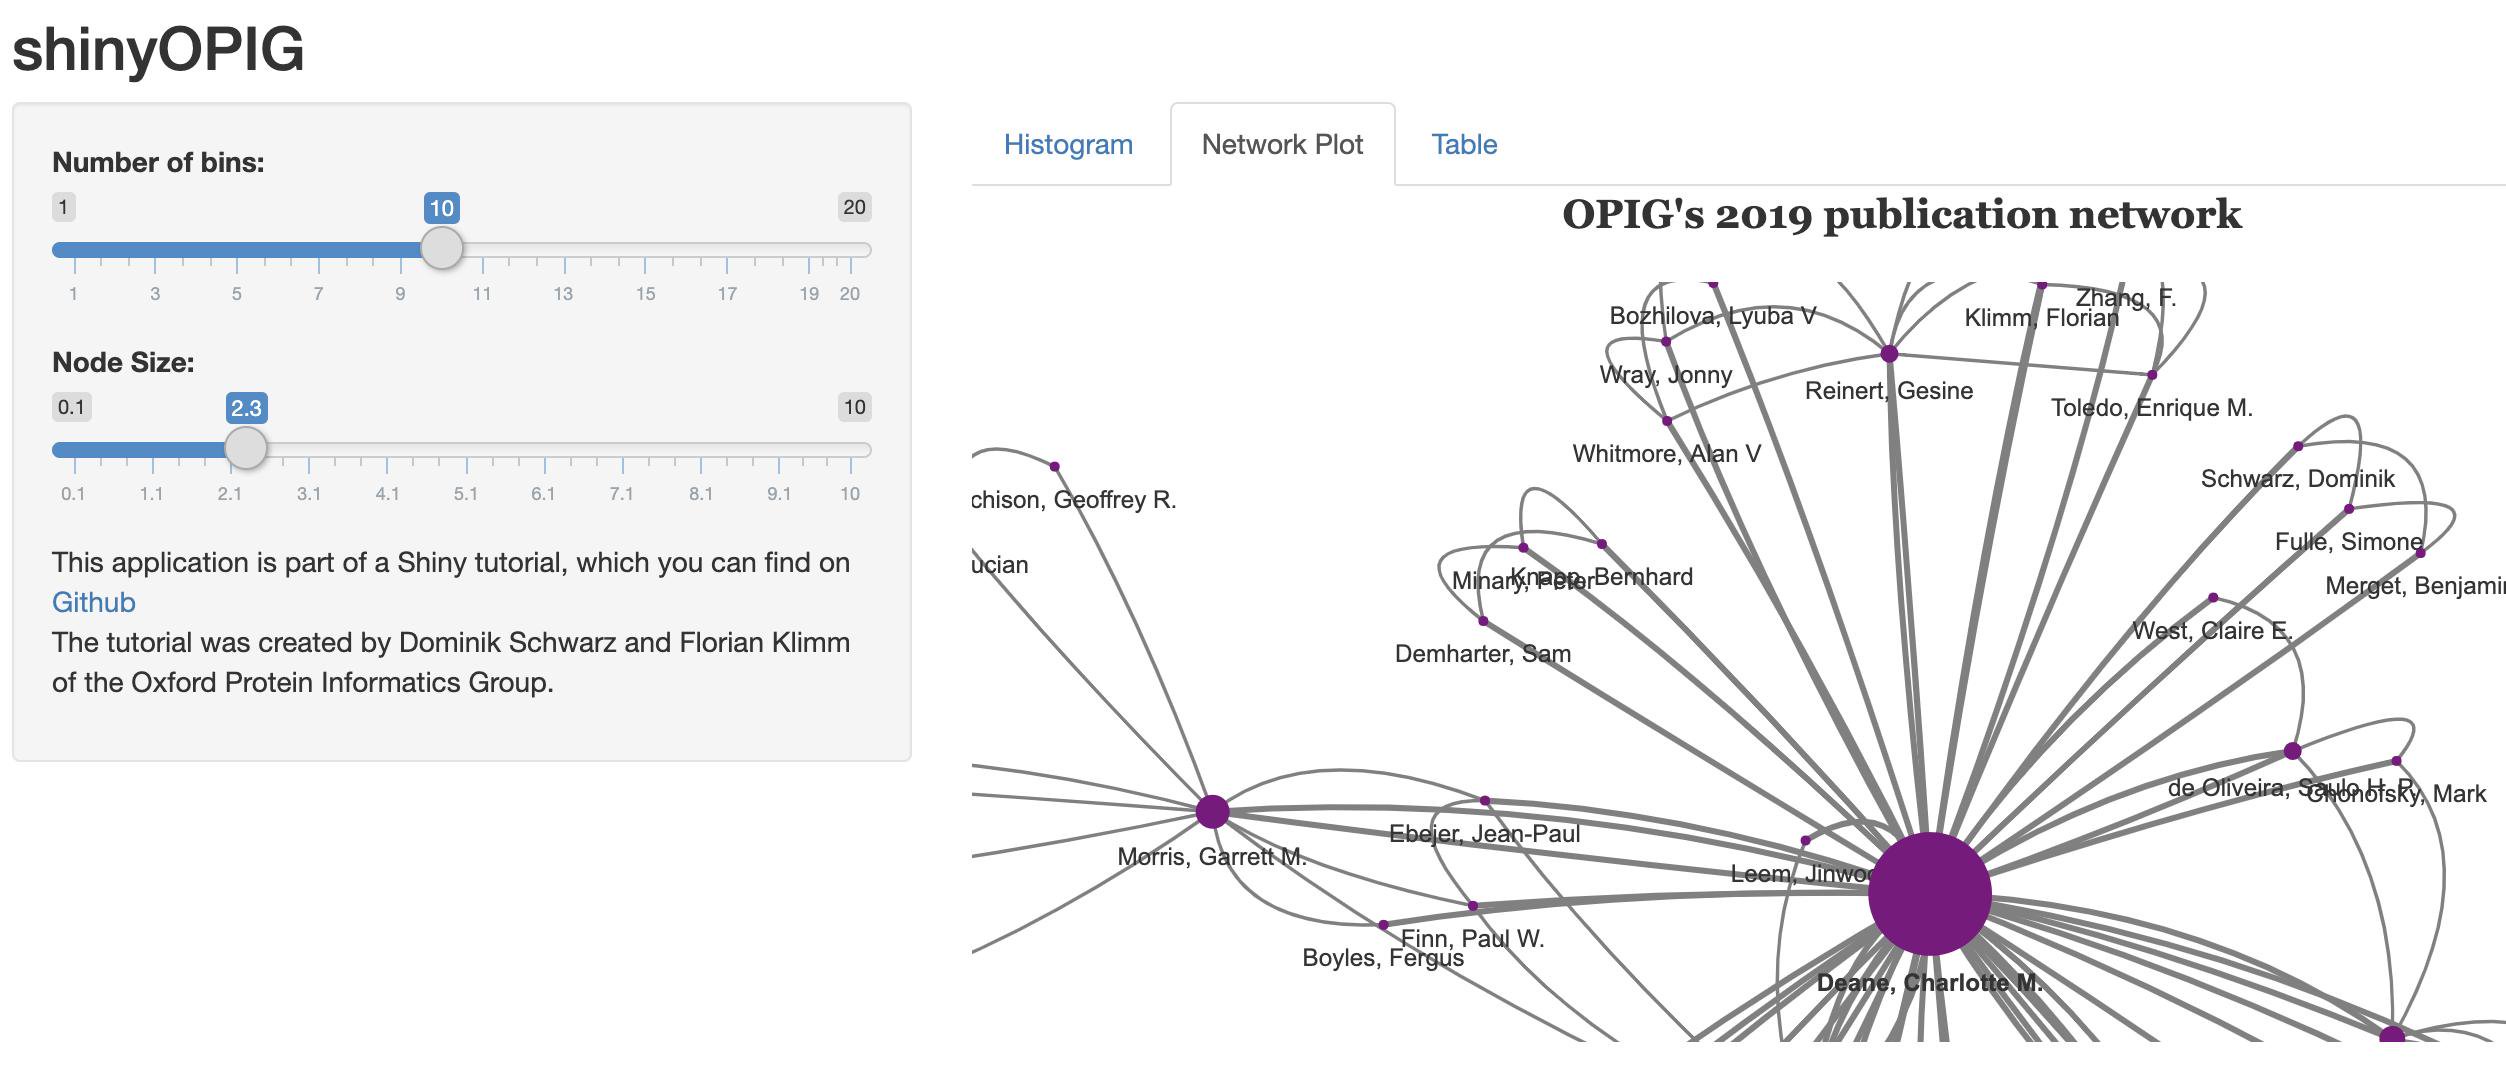 shinyOPIG
Number of bins:
1 10 20
1 3 5 7 9 11 13 15 17 19 20
Node Size:
0.1 2.3 10
0.1 1.1 2.1 3.1 4.1 5.1 6.1 7.1 8.1 9.1 10
This application is part of a Shiny tutorial, which you can find on
Github
The tutorial was created by Dominik Schwarz and Florian Klimm
of the Oxford Protein Informatics Group.
Histogram Network Plot Table
OPIG's 2019 publication network
Zhang, F.
Bozhilova, Lyuba V
Klimm, Florian
Wray, Jonny
Reinert, Gesine
Toledo, Enrique M.
Whitmore, Alan V
Schwarz, Dominik
chison, Geoffrey R.
Fulle, Simone
ucian
Minary, Peter
Knapp, Bernhard
Merget, Benjamin
West, Claire E.
Demharter, Sam
de Oliveira, Saulo H. P.
Chonofsky, Mark
Ebejer, Jean-Paul
Morris, Garrett M.
Leem, Jinwoo
Finn, Paul W.
Boyles, Fergus
Deane, Charlotte M.